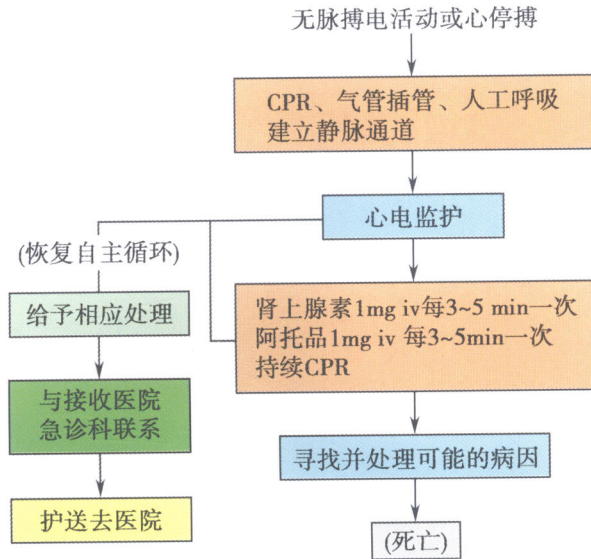 无脉搏电活动或心停搏
CPR、气管插管、人工呼吸
建立静脉通道
心电监护
(恢复自主循环)
给予相应处理
肾上腺素1mg iv每3~5 min一次
阿托品1mg iv 每3~5min一次
持续CPR
与接收医院
急诊科联系
寻找并处理可能的病因
护送去医院
(死亡)